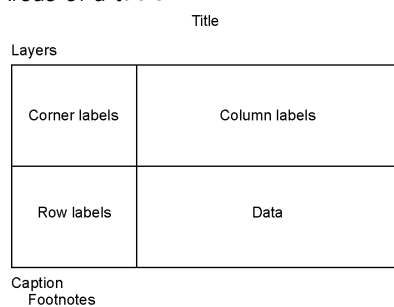 Title
Layers
Corner labels Column labels
Row labels Data
Caption
Footnotes